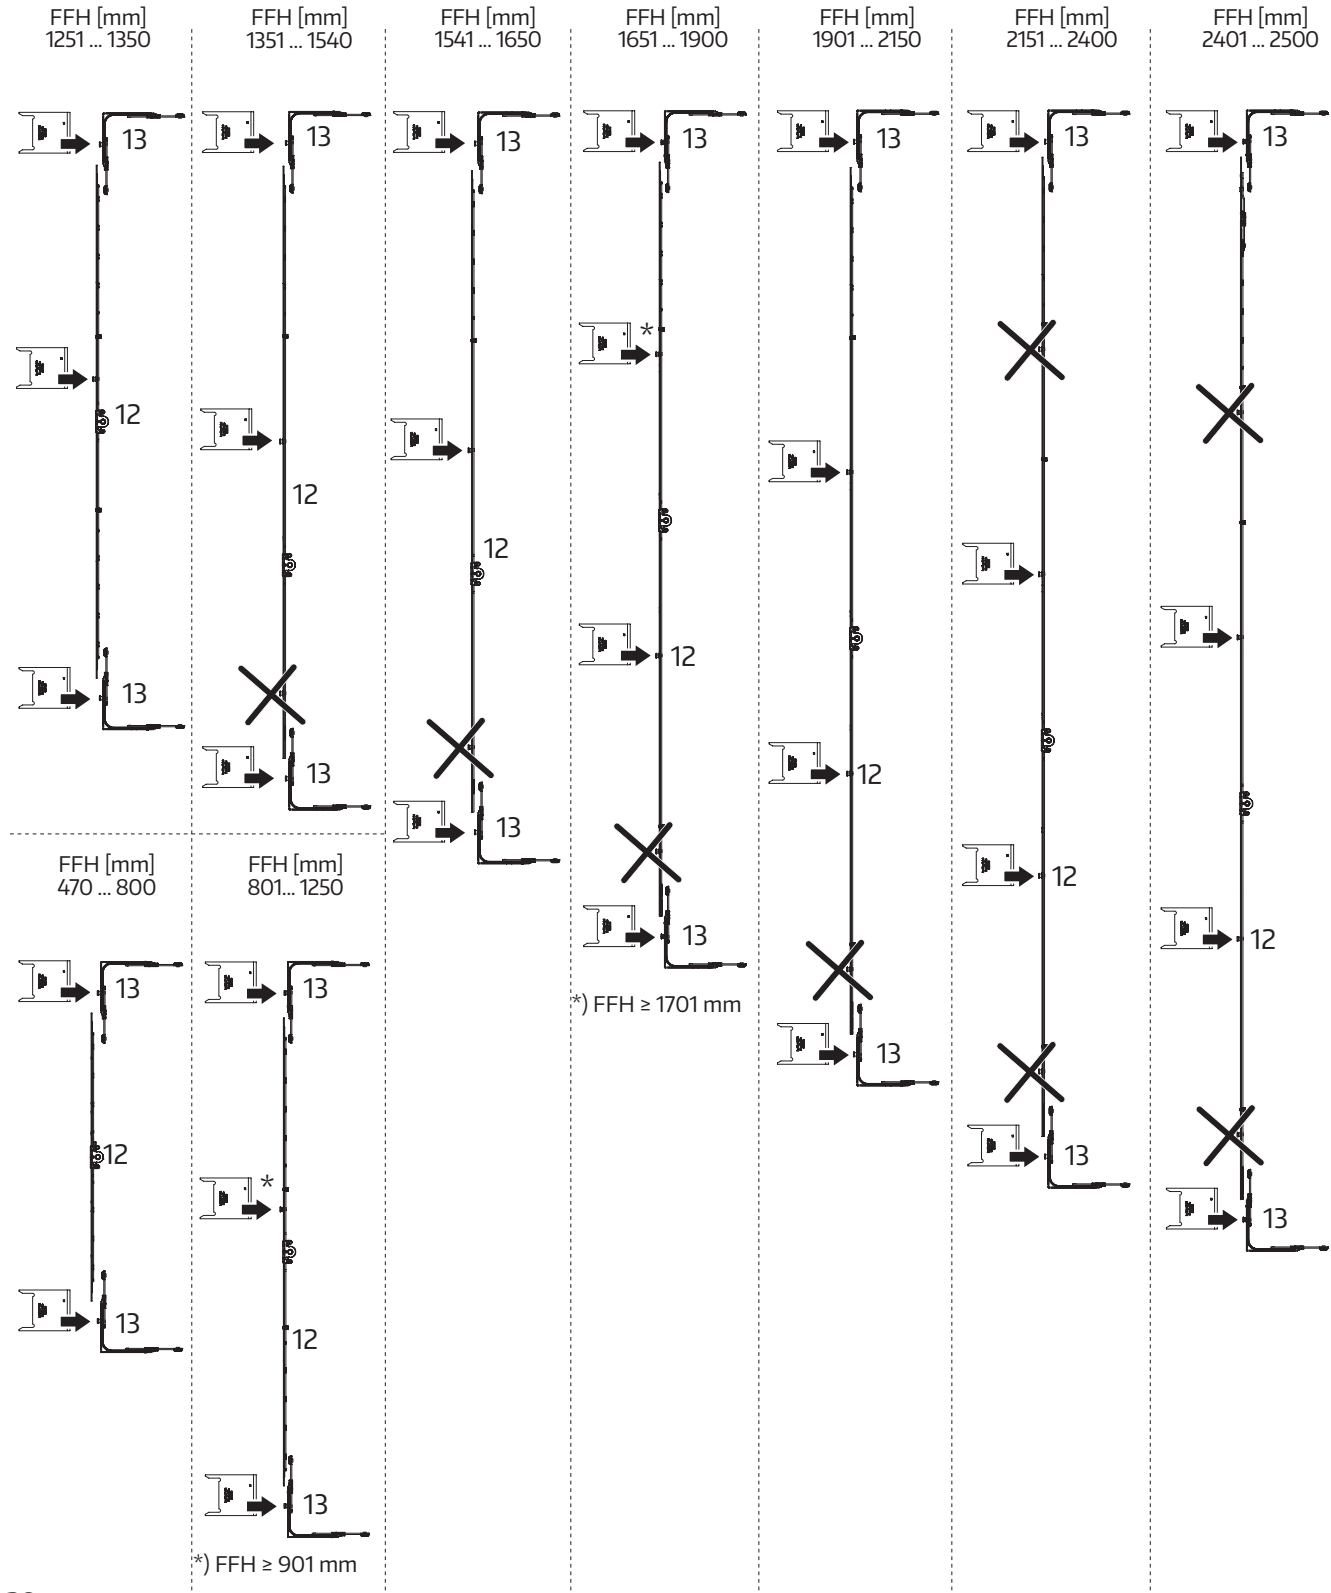 FFH [mm]
1251 ... 1350
13
12
13
FFH [mm]
1351 ... 1540
13
12
13
FFH [mm]
1541 ... 1650
13
12
13
FFH [mm]
1651 ... 1900
13
*
12
13
*) FFH ≥ 1701 mm
FFH [mm]
1901 ... 2150
13
12
13
FFH [mm]
2151 ... 2400
13
12
13
FFH [mm]
2401 ... 2500
13
12
13
FFH [mm]
470 ... 800
13
12
13
FFH [mm]
801... 1250
13
*
12
13
*) FFH ≥ 901 mm